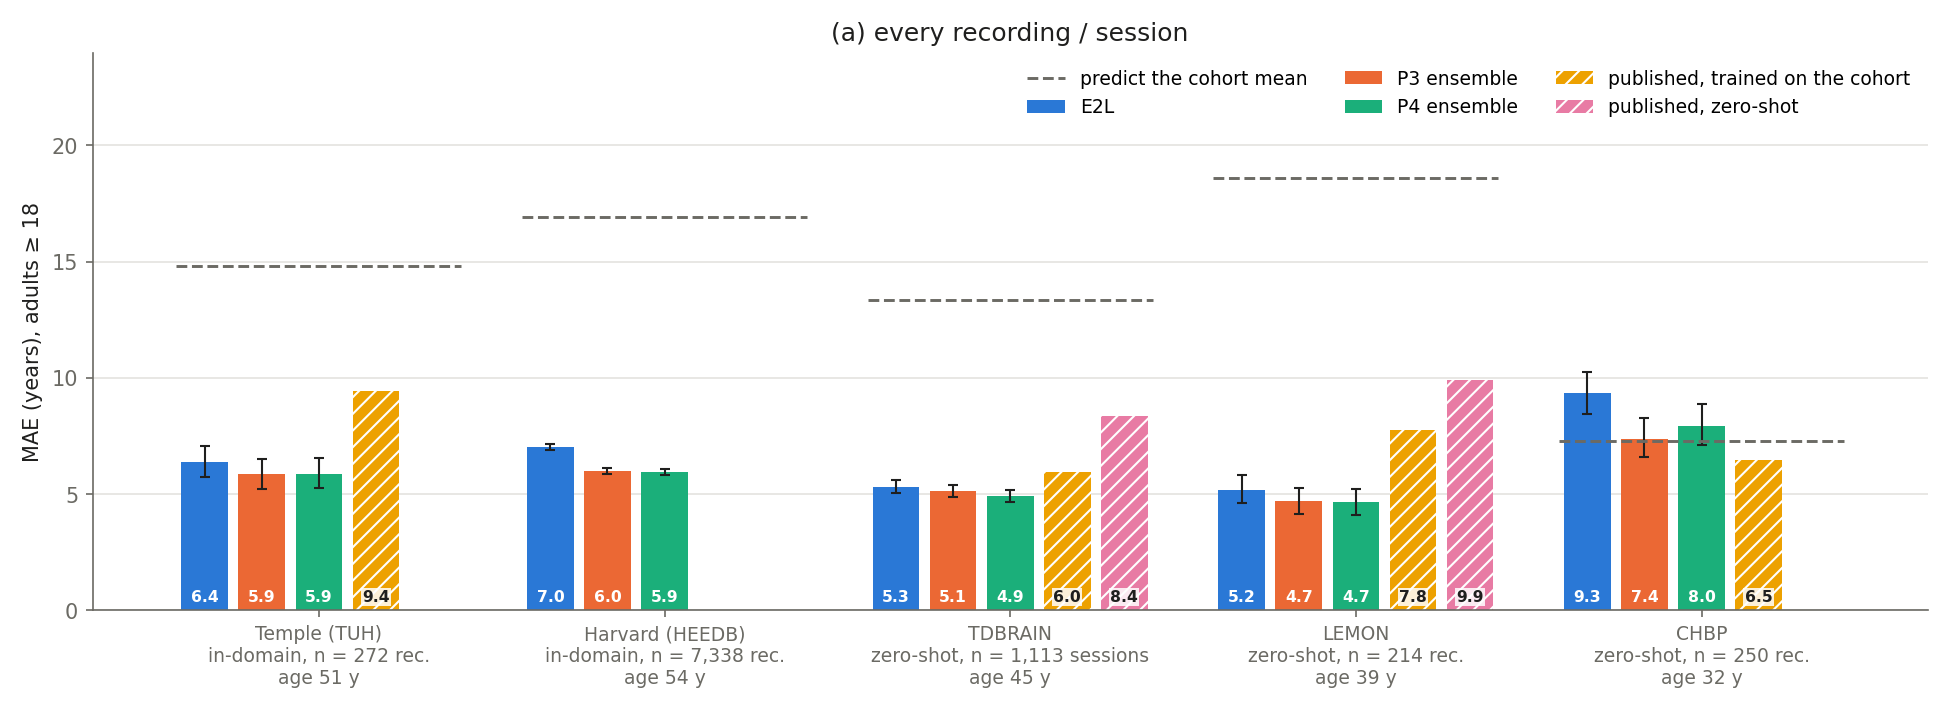 (a) every recording / session
predict the cohort mean
E2L
P3 ensemble
P4 ensemble
published, trained on the cohort
published, zero-shot
MAE (years), adults ≥ 18
20
15
10
5
0
6.4 5.9 5.9 9.4
7.0 6.0 5.9
5.3 5.1 4.9 6.0 8.4
5.2 4.7 4.7 7.8 9.9
9.3 7.4 8.0 6.5
Temple (TUH)
in-domain, n = 272 rec.
age 51 y
Harvard (HEEDB)
in-domain, n = 7,338 rec.
age 54 y
TDBRAIN
zero-shot, n = 1,113 sessions
age 45 y
LEMON
zero-shot, n = 214 rec.
age 39 y
CHBP
zero-shot, n = 250 rec.
age 32 y